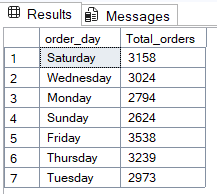 Results Messages
order_day Total_orders
1 Saturday 3158
2 Wednesday 3024
3 Monday 2794
4 Sunday 2624
5 Friday 3538
6 Thursday 3239
7 Tuesday 2973